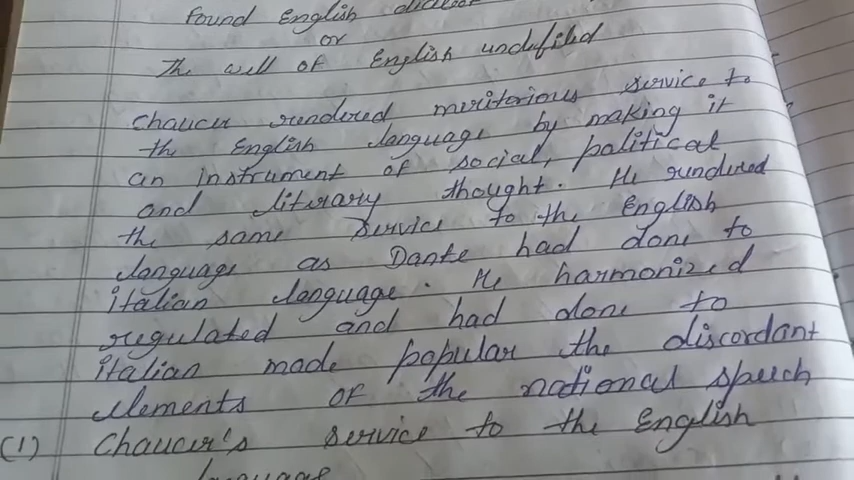 found English dialect
or
The well of English undefiled
Chaucer rendered meritorious service to
the English language by making it
an instrument of social, political
and literary thought. He rendered
the same service to the English
language as Dante had done to
italian language. He harmonized
regulated and had done to
italian made popular the discordant
elements of the national speech
(1) Chaucer's service to the English
language